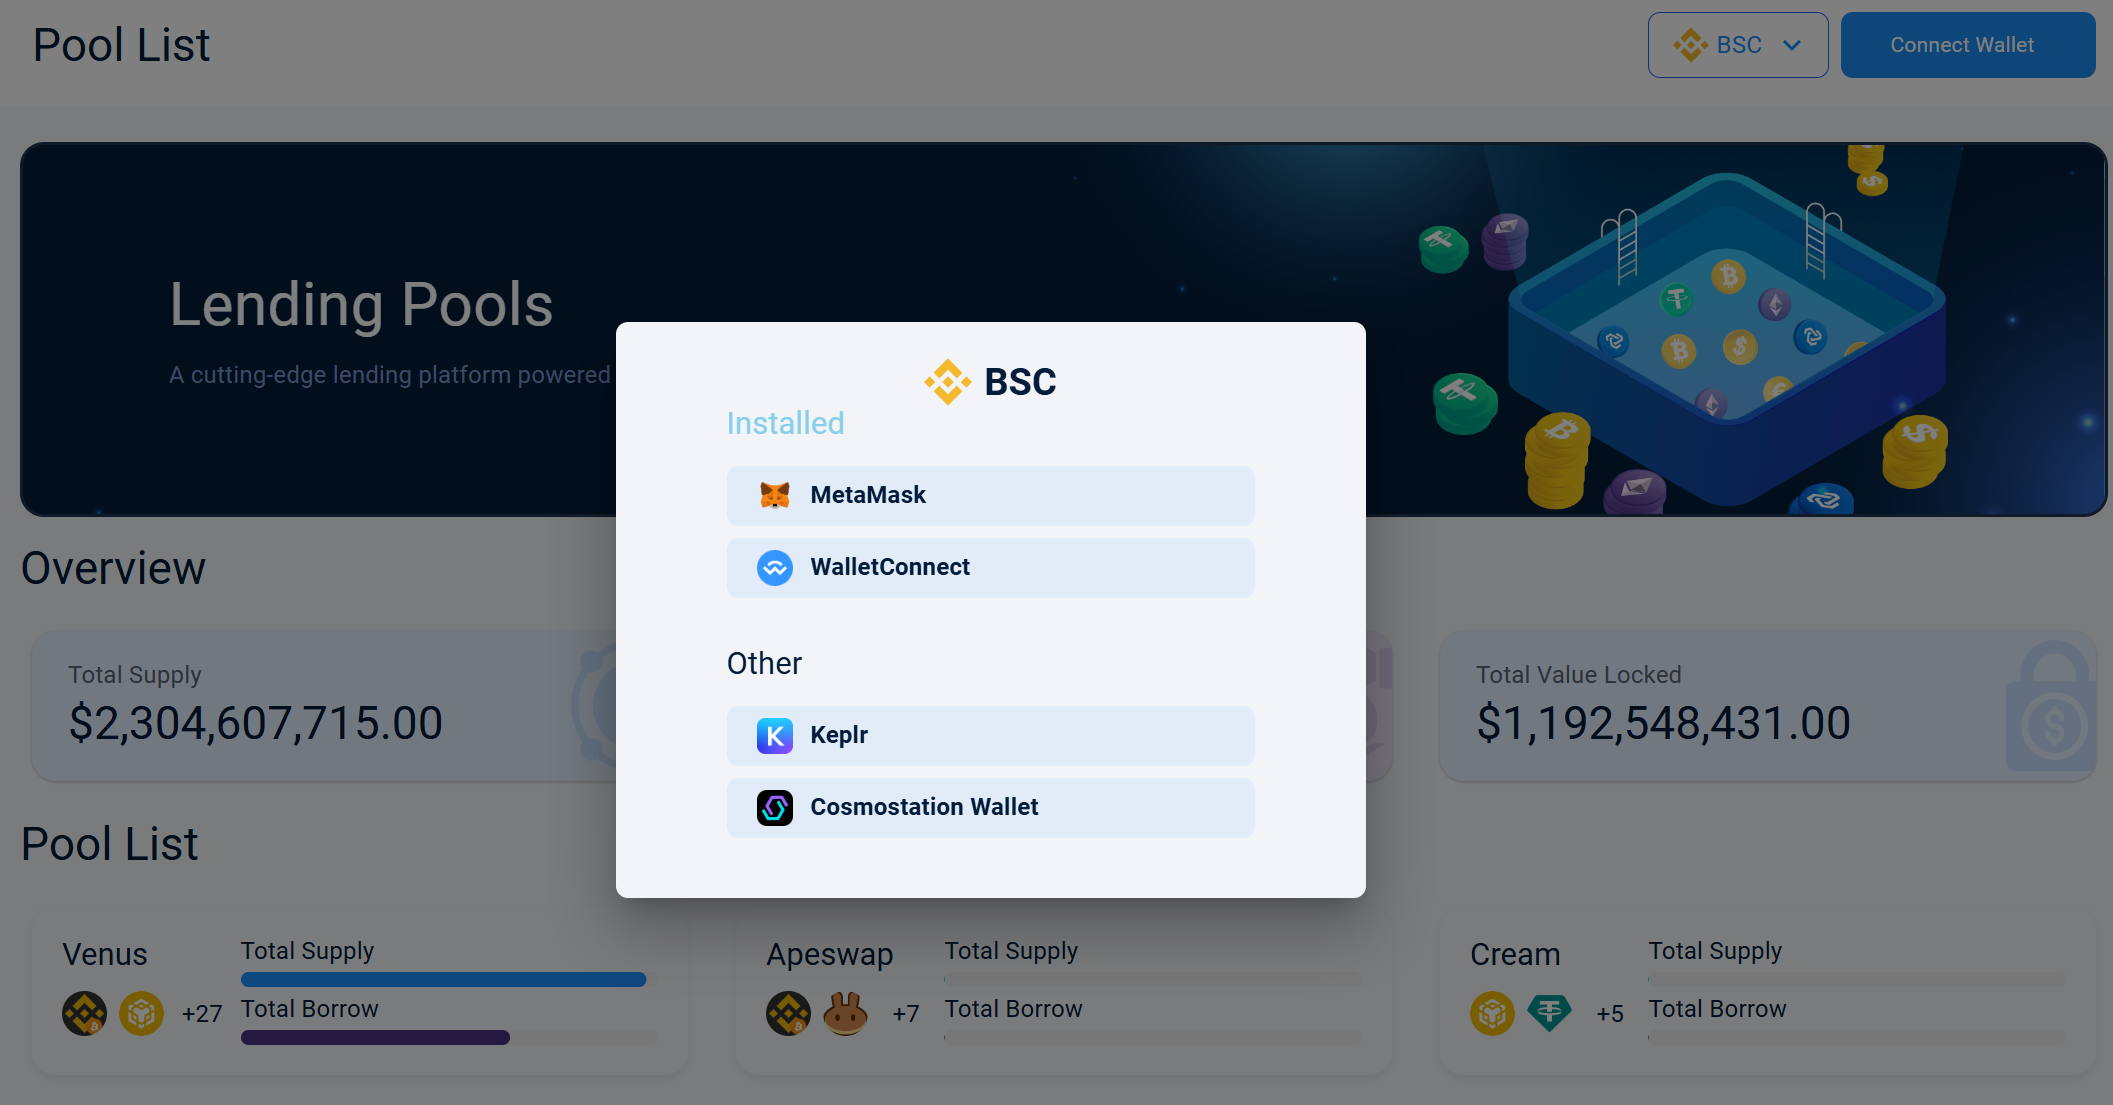 Pool List
BSC
Connect Wallet
Lending Pools
A cutting-edge lending platform powered
BSC
Installed
MetaMask
WalletConnect
Other
Keplr
Cosmostation Wallet
Overview
Total Supply
$2,304,607,715.00
Total Value Locked
$1,192,548,431.00
Pool List
Venus
+27
Total Supply
Total Borrow
Apeswap
+7
Total Supply
Total Borrow
Cream
+5
Total Supply
Total Borrow